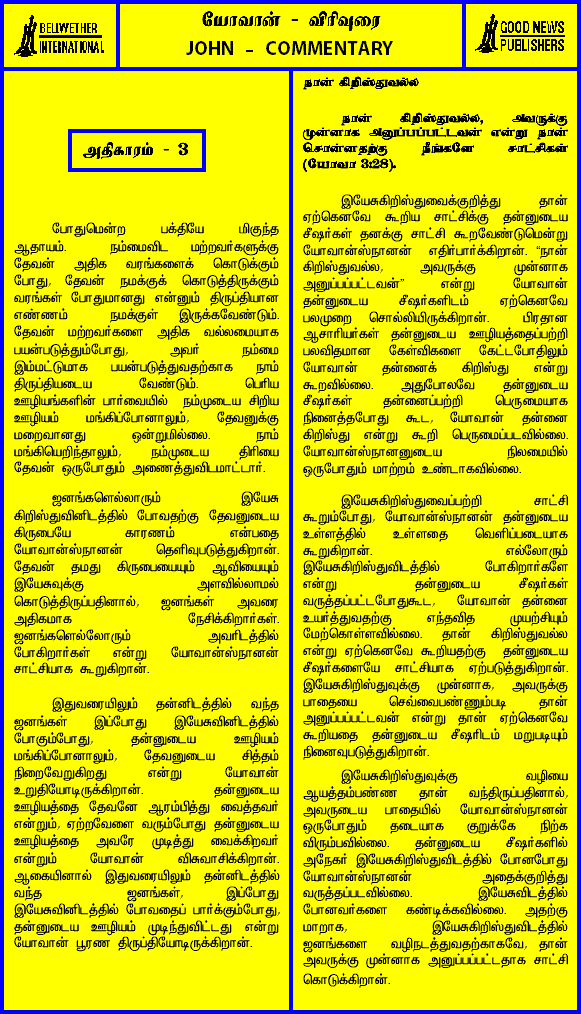 BELWETHER
INTERNATIONAL
யோவான் - விரிவுரை
JOHN - COMMENTARY
GOOD NEWS
PUBLISHERS
அதிகாரம் - 3
போதுமென்ற பக்தியே மிகுந்த
ஆதாயம். நம்மைவிட மற்றவர்களுக்கு
தேவன் அதிக வரங்களைக் கொடுக்கும்
போது, தேவன் நமக்குக் கொடுத்திருக்கும்
வரங்கள் போதுமானது என்னும் திருப்தியான
எண்ணம் நமக்குள் இருக்கவேண்டும்.
தேவன் மற்றவர்களை அதிக வல்லமையாக
பயன்படுத்தும்போது, அவர் நம்மை
இம்மட்டுமாக பயன்படுத்துவதற்காக நாம்
திருப்தியடைய வேண்டும். பெரிய
ஊழியங்களின் பார்வையில் நம்முடைய சிறிய
ஊழியம் மங்கிப்போனாலும், தேவனுக்கு
மறைவானது ஒன்றுமில்லை. நாம்
மங்கியெறிந்தாலும், நம்முடைய திரியை
தேவன் ஒருபோதும் அணைத்துவிடமாட்டார்.
ஜனங்களெல்லாரும் இயேசு
கிறிஸ்துவினிடத்தில் போவதற்கு தேவனுடைய
கிருபையே காரணம் என்பதை
யோவான்ஸ்நானன் தெளிவுபடுத்துகிறான்.
தேவன் தமது கிருபையையும் ஆவியையும்
இயேசுவுக்கு அளவில்லாமல்
கொடுத்திருப்பதினால், ஜனங்கள் அவரை
அதிகமாக நேசிக்கிறார்கள்.
ஜனங்களெல்லோரும் அவரிடத்தில்
போகிறார்கள் என்று யோவான்ஸ்நானன்
சாட்சியாக கூறுகிறான்.
இதுவரையிலும் தன்னிடத்தில் வந்த
ஜனங்கள் இப்போது இயேசுவினிடத்தில்
போகும்போது, தன்னுடைய ஊழியம்
மங்கிப்போனாலும், தேவனுடைய சித்தம்
நிறைவேறுகிறது என்று யோவான்
உறுதியோடிருக்கிறான். தன்னுடைய
ஊழியத்தை தேவனே ஆரம்பித்து வைத்தவர்
என்றும், ஏற்றவேளை வரும்போது தன்னுடைய
ஊழியத்தை அவரே முடித்து வைக்கிறவர்
என்றும் யோவான் விசுவாசிக்கிறான்.
ஆகையினால் இதுவரையிலும் தன்னிடத்தில்
வந்த ஜனங்கள், இப்போது
இயேசுவினிடத்தில் போவதைப் பார்க்கும்போது,
தன்னுடைய ஊழியம் முடிந்துவிட்டது என்று
யோவான் பூரண திருப்தியோடிருக்கிறான்.
நான் கிறிஸ்துவல்ல
நான் கிறிஸ்துவல்ல, அவருக்கு
முன்னாக அனுப்பப்பட்டவன் என்று நான்
சொன்னதற்கு நீங்களே சாட்சிகள்
(யோவா 3:28).
இயேசுகிறிஸ்துவைக்குறித்து தான்
ஏற்கெனவே கூறிய சாட்சிக்கு தன்னுடைய
சீஷர்கள் தனக்கு சாட்சி கூறவேண்டுமென்று
யோவான்ஸ்நானன் எதிர்பார்க்கிறான். “நான்
கிறிஸ்துவல்ல, அவருக்கு முன்னாக
அனுப்பப்பட்டவன்” என்று யோவான்
தன்னுடைய சீஷர்களிடம் ஏற்கெனவே
பலமுறை சொல்லியிருக்கிறான். பிரதான
ஆசாரியர்கள் தன்னுடைய ஊழியத்தைப்பற்றி
பலவிதமான கேள்விகளை கேட்டபோதிலும்
யோவான் தன்னைக் கிறிஸ்து என்று
கூறவில்லை. அதுபோலவே தன்னுடைய
சீஷர்கள் தன்னைப்பற்றி பெருமையாக
நினைத்தபோது கூட, யோவான் தன்னை
கிறிஸ்து என்று கூறி பெருமைப்படவில்லை.
யோவான்ஸ்நானனுடைய நிலமையில்
ஒருபோதும் மாற்றம் உண்டாகவில்லை.
இயேசுகிறிஸ்துவைப்பற்றி சாட்சி
கூறும்போது, யோவான்ஸ்நானன் தன்னுடைய
உள்ளத்தில் உள்ளதை வெளிப்படையாக
கூறுகிறான். எல்லோரும்
இயேசுகிறிஸ்துவிடத்தில் போகிறார்களே
என்று தன்னுடைய சீஷர்கள்
வருத்தப்பட்டபோதுகூட, யோவான் தன்னை
உயர்த்துவதற்கு எந்தவித முயற்சியும்
மேற்கொள்ளவில்லை. தான் கிறிஸ்துவல்ல
என்று ஏற்கெனவே கூறியதற்கு தன்னுடைய
சீஷர்களையே சாட்சியாக ஏற்படுத்துகிறான்.
இயேசுகிறிஸ்துவுக்கு முன்னாக, அவருக்கு
பாதையை செவ்வைபண்ணும்படி தான்
அனுப்பப்பட்டவன் என்று தான் ஏற்கெனவே
கூறியதை தன்னுடைய சீஷரிடம் மறுபடியும்
நினைவுபடுத்துகிறான்.
இயேசுகிறிஸ்துவுக்கு வழியை
ஆயத்தம்பண்ண தான் வந்திருப்பதினால்,
அவருடைய பாதையில் யோவான்ஸ்நானன்
ஒருபோதும் தடையாக குறுக்கே நிற்க
விரும்பவில்லை. தன்னுடைய சீஷர்களில்
அநேகர் இயேசுகிறிஸ்துவிடத்தில் போனபோது
யோவான்ஸ்நானன் அதைக்குறித்து
வருத்தப்படவில்லை. இயேசுவிடத்தில்
போனவர்களை கண்டிக்கவில்லை. அதற்கு
மாறாக, இயேசுகிறிஸ்துவிடத்தில்
ஜனங்களை வழிநடத்துவதற்காகவே, தான்
அவருக்கு முன்னாக அனுப்பப்பட்டதாக சாட்சி
கொடுக்கிறான்.